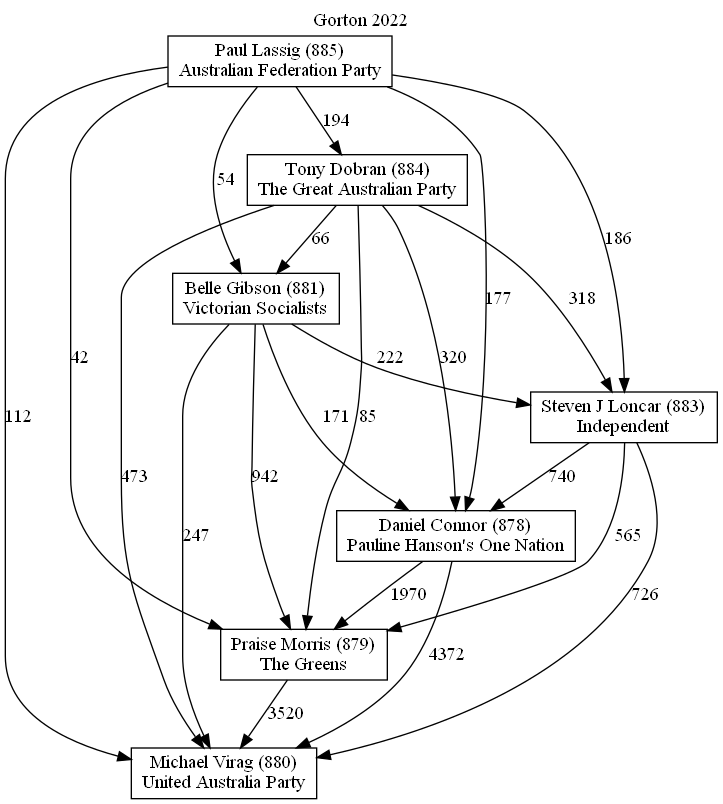 Gorton 2022
Paul Lassig (885)
Australian Federation Party
194
Tony Dobran (884)
The Great Australian Party
54
66
186
Belle Gibson (881)
Victorian Socialists
177
318
42
222
320
112
171
85
Steven J Loncar (883)
Independent
473
942
740
247
Daniel Connor (878)
Pauline Hanson's One Nation
565
1970
726
Praise Morris (879)
The Greens
4372
3520
Michael Virag (880)
United Australia Party